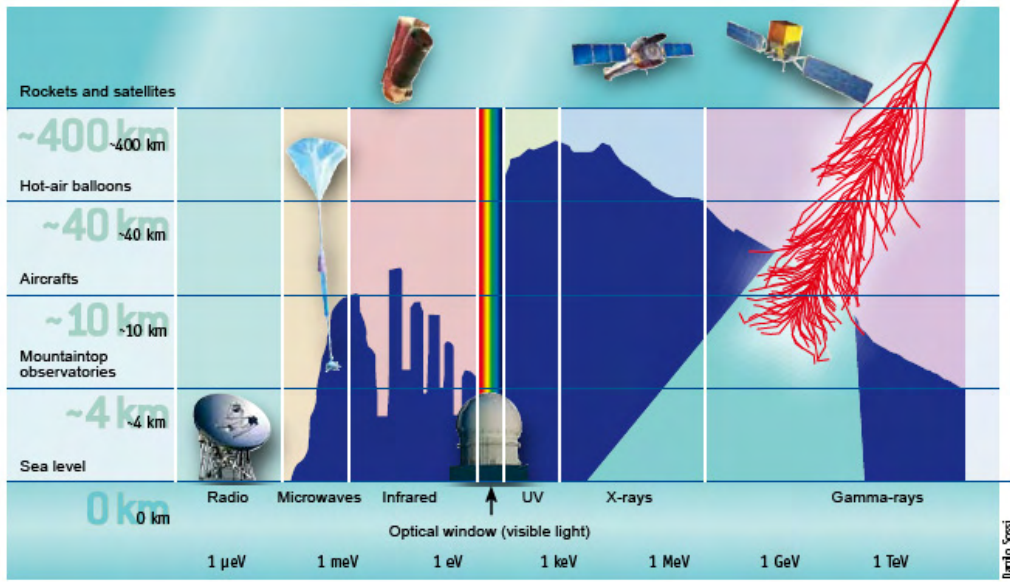 Rockets and satellites
~400 km
~400 km
Hot-air balloons
~40 km
~40 km
Aircrafts
~10 km
~10 km
Mountaintop
observatories
~4 km
~4 km
Sea level
0 km
0 km
Radio
Microwaves
Infrared
UV
X-rays
Gamma-rays
Optical window (visible light)
1 µeV
1 meV
1 eV
1 keV
1 MeV
1 GeV
1 TeV